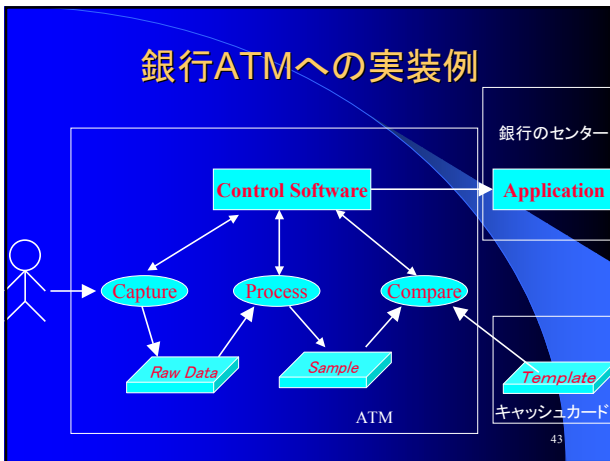 銀行ATMへの実装例
銀行のセンター
Control Software
Application
Capture
Process
Compare
Raw Data
Sample
Template
キャッシュカード
ATM
43